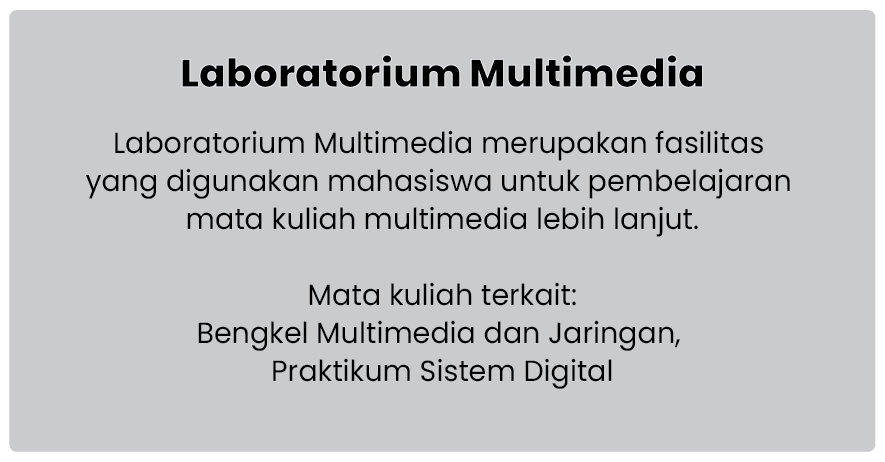 Laboratorium Multimedia
Laboratorium Multimedia merupakan fasilitas
yang digunakan mahasiswa untuk pembelajaran
mata kuliah multimedia lebih lanjut.
Mata kuliah terkait:
Bengkel Multimedia dan Jaringan,
Praktikum Sistem Digital